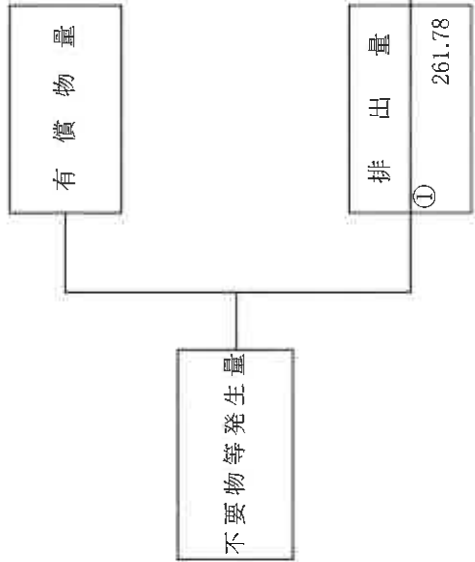 不要物等発生量
有償物量
排出量
①
261.78